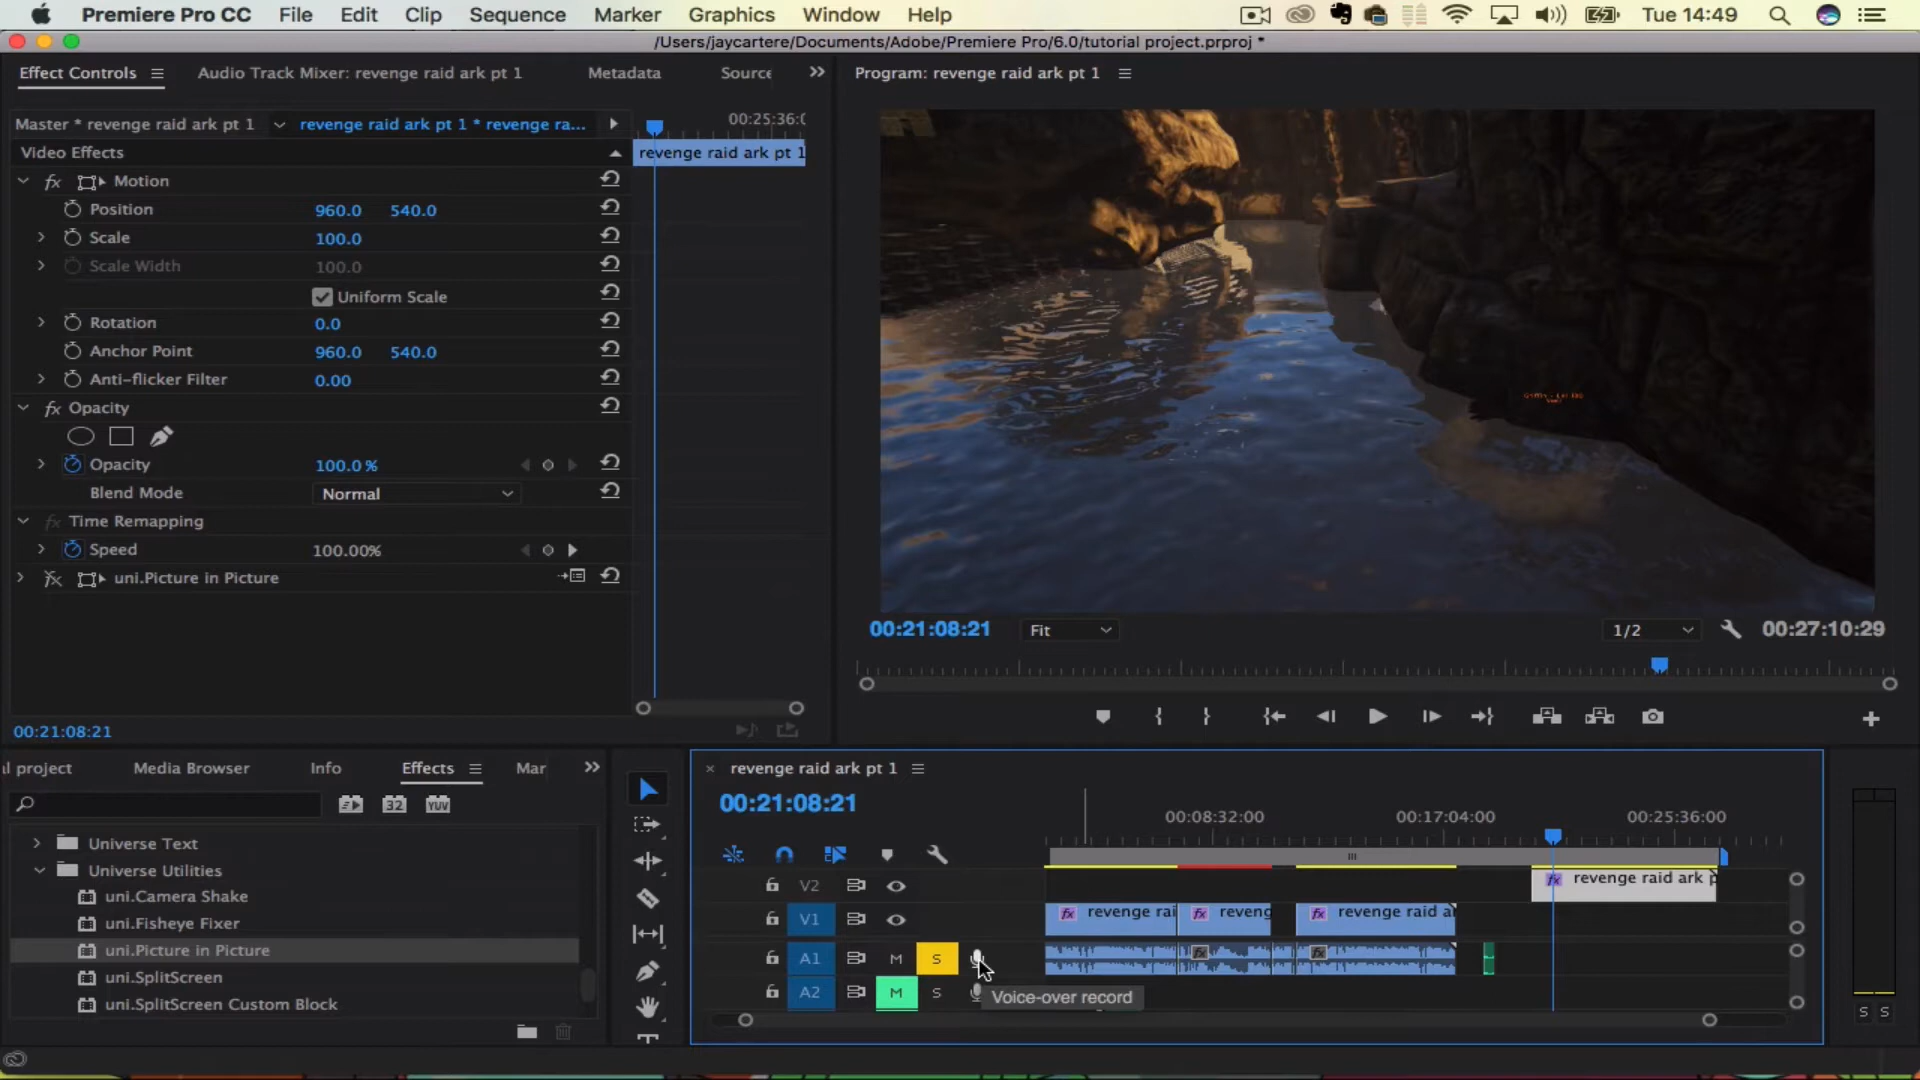 Premiere Pro CC File Edit Clip Sequence Marker Graphics Window Help Tue 14:49
/Users/jaycartere/Documents/Adobe/Premiere Pro/6.0/tutorial project.prproj *
Effect Controls Audio Track Mixer: revenge raid ark pt 1 Metadata Source
Program: revenge raid ark pt 1
Master * revenge raid ark pt 1 revenge raid ark pt 1 * revenge ra...
00:25:36:0
Video Effects
revenge raid ark pt 1
fx Motion
Position 960.0 540.0
Scale 100.0
Scale Width 100.0
Uniform Scale
Rotation 0.0
Anchor Point 960.0 540.0
Anti-flicker Filter 0.00
fx Opacity
Opacity 100.0 %
Blend Mode Normal
fx Time Remapping
Speed 100.00%
fx uni.Picture in Picture
00:21:08:21 Fit 1/2 00:27:10:29
00:21:08:21
l project Media Browser Info Effects Mar
32 YUV
Universe Text
Universe Utilities
uni.Camera Shake
uni.Fisheye Fixer
uni.Picture in Picture
uni.SplitScreen
uni.SplitScreen Custom Block
× revenge raid ark pt 1
00:21:08:21
00:08:32:00 00:17:04:00 00:25:36:00
V2 fx revenge raid ark p
V1 fx revenge rai fx reveng fx revenge raid a
A1 M S fx fx
A2 M S
Voice-over record
S S